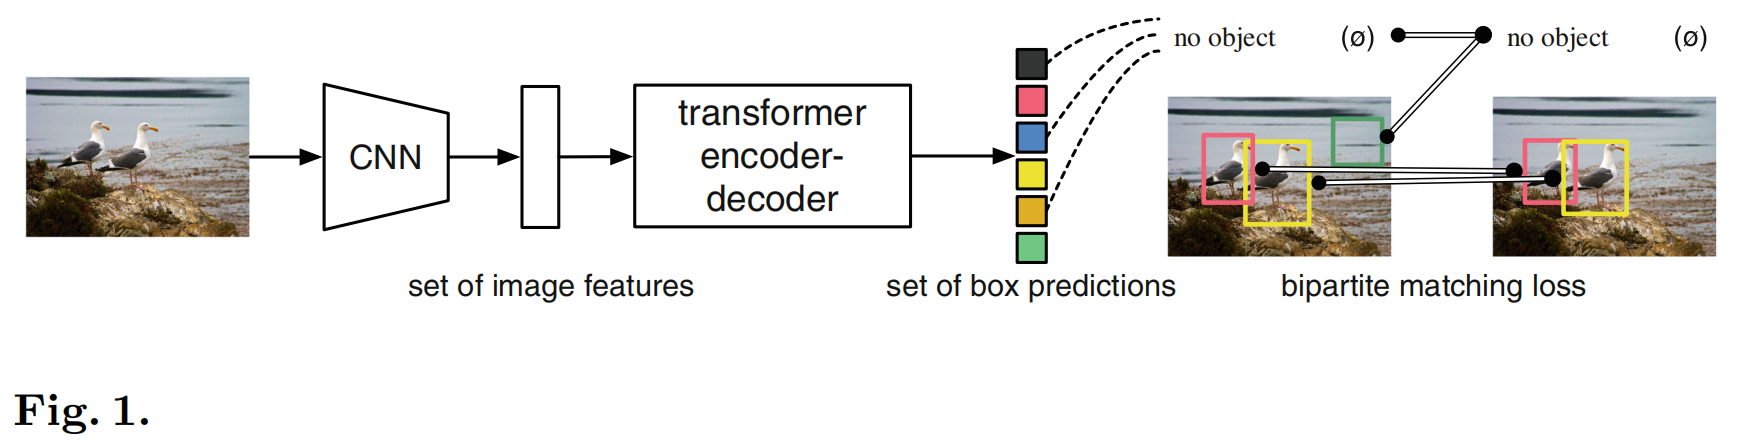 no object (ø) no object (ø)
CNN
transformer
encoder-
decoder
set of image features
set of box predictions
bipartite matching loss
Fig. 1.